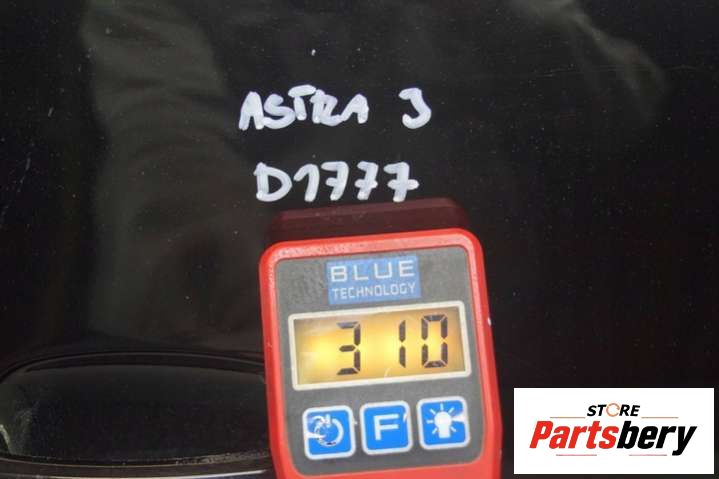 ASTRA J
D1777
BLUE
TECHNOLOGY
310
F
STORE
Partsbery